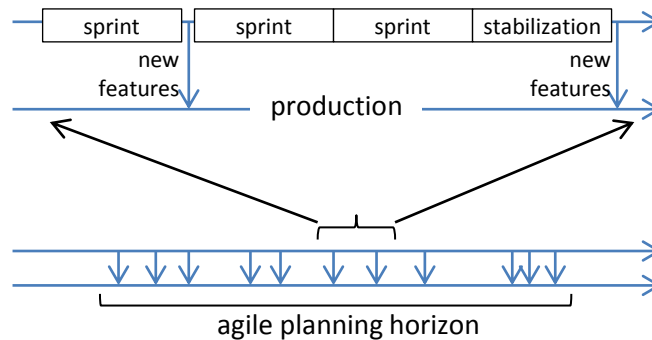 sprint
sprint
sprint
stabilization
new
features
new
features
production
agile planning horizon